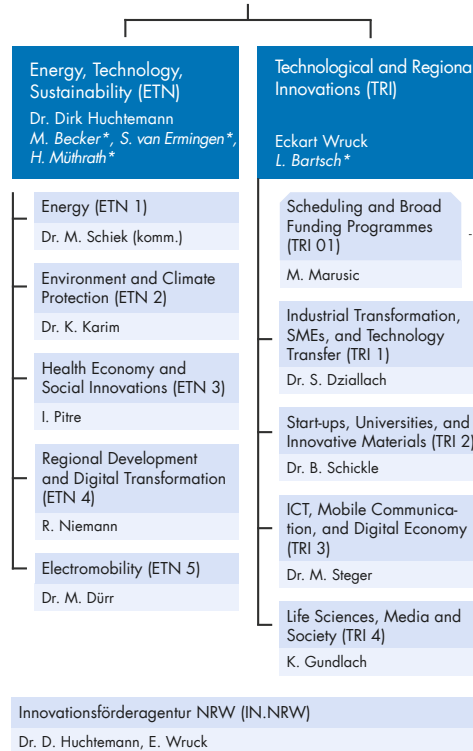 Energy, Technology,
Sustainability (ETN)
Dr. Dirk Huchtemann
M. Becker*, S. van Ermingen*,
H. Müthrath*
Energy (ETN 1)
Dr. M. Schiek (komm.)
Environment and Climate
Protection (ETN 2)
Dr. K. Karim
Health Economy and
Social Innovations (ETN 3)
I. Pitre
Regional Development
and Digital Transformation
(ETN 4)
R. Niemann
Electromobility (ETN 5)
Dr. M. Dürr
Technological and Regiona
Innovations (TRI)
Eckart Wruck
L. Bartsch*
Scheduling and Broad
Funding Programmes
(TRI 01)
M. Marusic
Industrial Transformation,
SMEs, and Technology
Transfer (TRI 1)
Dr. S. Dziallach
Start-ups, Universities, and
Innovative Materials (TRI 2)
Dr. B. Schickle
ICT, Mobile Communica-
tion, and Digital Economy
(TRI 3)
Dr. M. Steger
Life Sciences, Media and
Society (TRI 4)
K. Gundlach
Innovationsförderagentur NRW (IN.NRW)
Dr. D. Huchtemann, E. Wruck